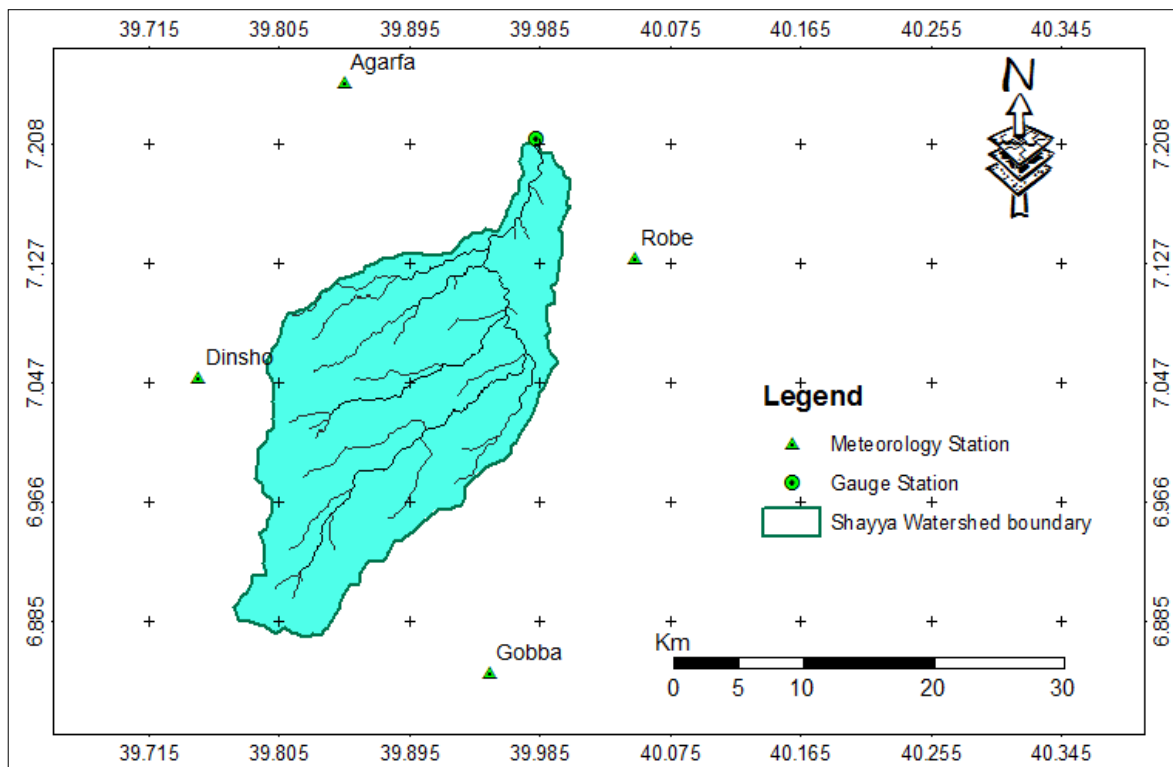 39.715 39.805 39.895 39.985 40.075 40.165 40.255 40.345
Agarfa
N
7.208 7.208
Robe
7.127 7.127
Dinsho
7.047 7.047
Legend
Meteorology Station
Gauge Station
6.966 6.966
Shayya Watershed boundary
6.885 6.885
Gobba
Km
0 5 10 20 30
39.715 39.805 39.895 39.985 40.075 40.165 40.255 40.345